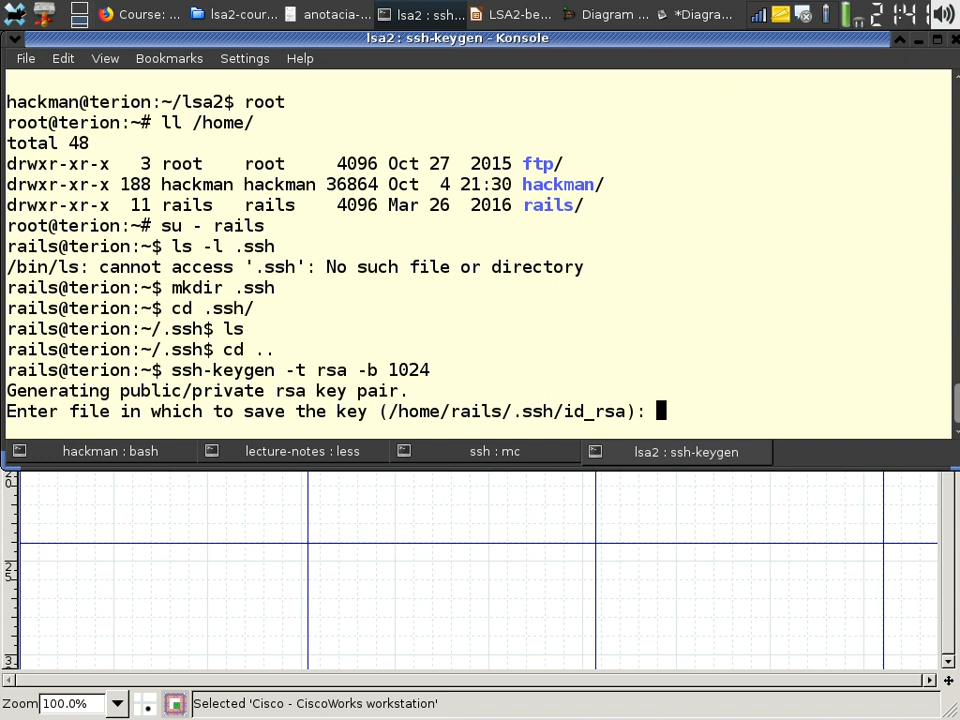 Course: ...
lsa2-cour...
anotacia-...
lsa2 : ssh...
LSA2-be...
Diagram ...
*Diagra...
lsa2 : ssh-keygen - Konsole
File Edit View Bookmarks Settings Help
hackman@terion:~/lsa2$ root
root@terion:~# ll /home/
total 48
drwxr-xr-x   3 root    root     4096 Oct 27  2015 ftp/
drwxr-xr-x 188 hackman hackman 36864 Oct  4 21:30 hackman/
drwxr-xr-x  11 rails   rails    4096 Mar 26  2016 rails/
root@terion:~# su - rails
rails@terion:~$ ls -l .ssh
/bin/ls: cannot access '.ssh': No such file or directory
rails@terion:~$ mkdir .ssh
rails@terion:~$ cd .ssh/
rails@terion:~/.ssh$ ls
rails@terion:~/.ssh$ cd ..
rails@terion:~$ ssh-keygen -t rsa -b 1024
Generating public/private rsa key pair.
Enter file in which to save the key (/home/rails/.ssh/id_rsa):
hackman : bash
lecture-notes : less
ssh : mc
lsa2 : ssh-keygen
Zoom 100.0%
Selected 'Cisco - CiscoWorks workstation'